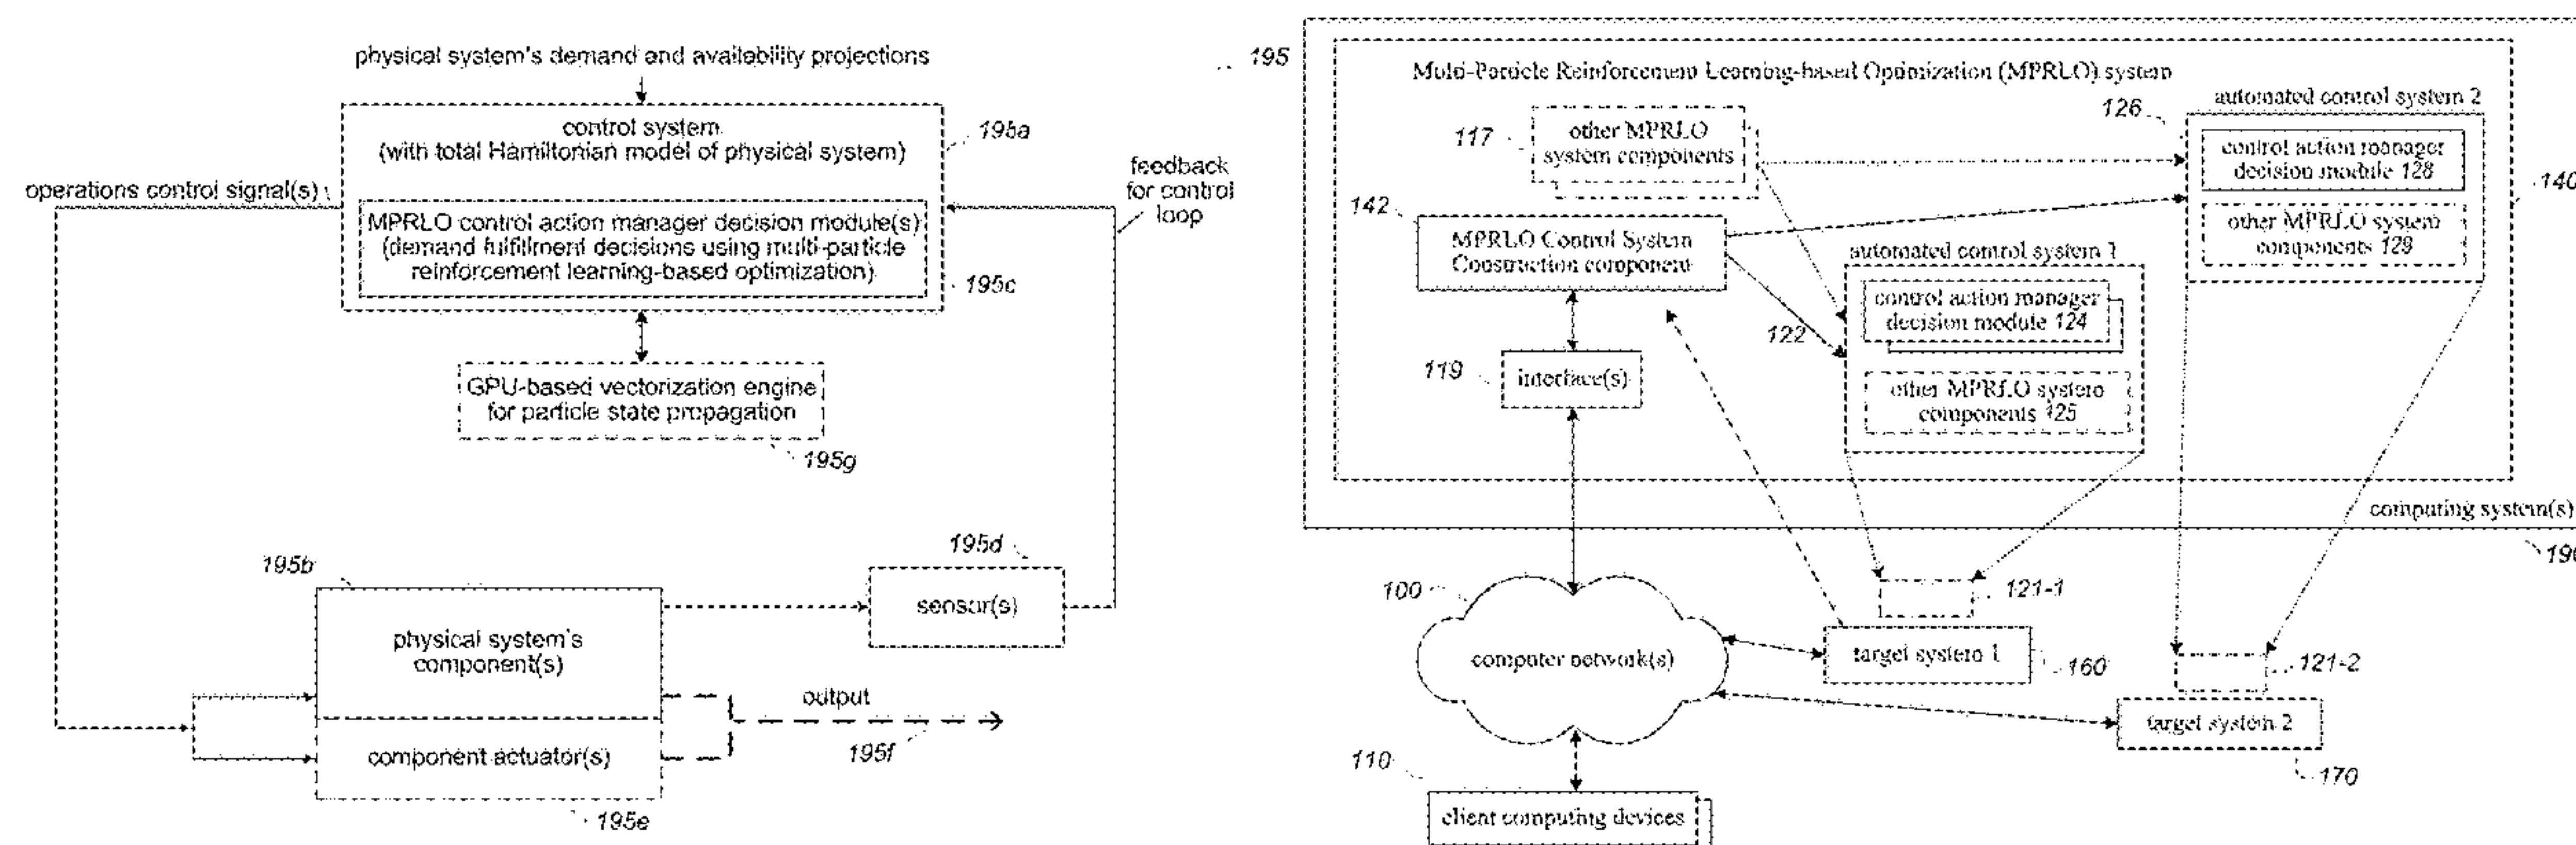 physical system's demand and availability projections
control system
(with total Hamiltonian model of physical system)
195a
operations control signal(s)
MPRLO control action manager decision module(s)
(demand fulfillment decisions using multi-particle
reinforcement learning-based optimization)
195c
feedback
for control
loop
GPU-based vectorization engine
for particle state propagation
195g
195b
physical system's
component(s)
component actuator(s)
195e
195d
sensor(s)
output
195f
195
Multi-Particle Reinforcement Learning-based Optimization (MPRLO) system
117
other MPRLO
system components
142
MPRLO Control System
Construction component
119
interface(s)
122
automated control system 1
control action manager
decision module 124
other MPRLO system
components 125
126
automated control system 2
control action manager
decision module 128
other MPRLO system
components 129
140
computing system(s)
190
100
computer network(s)
121-1
target system 1
160
121-2
target system 2
170
110
client computing devices